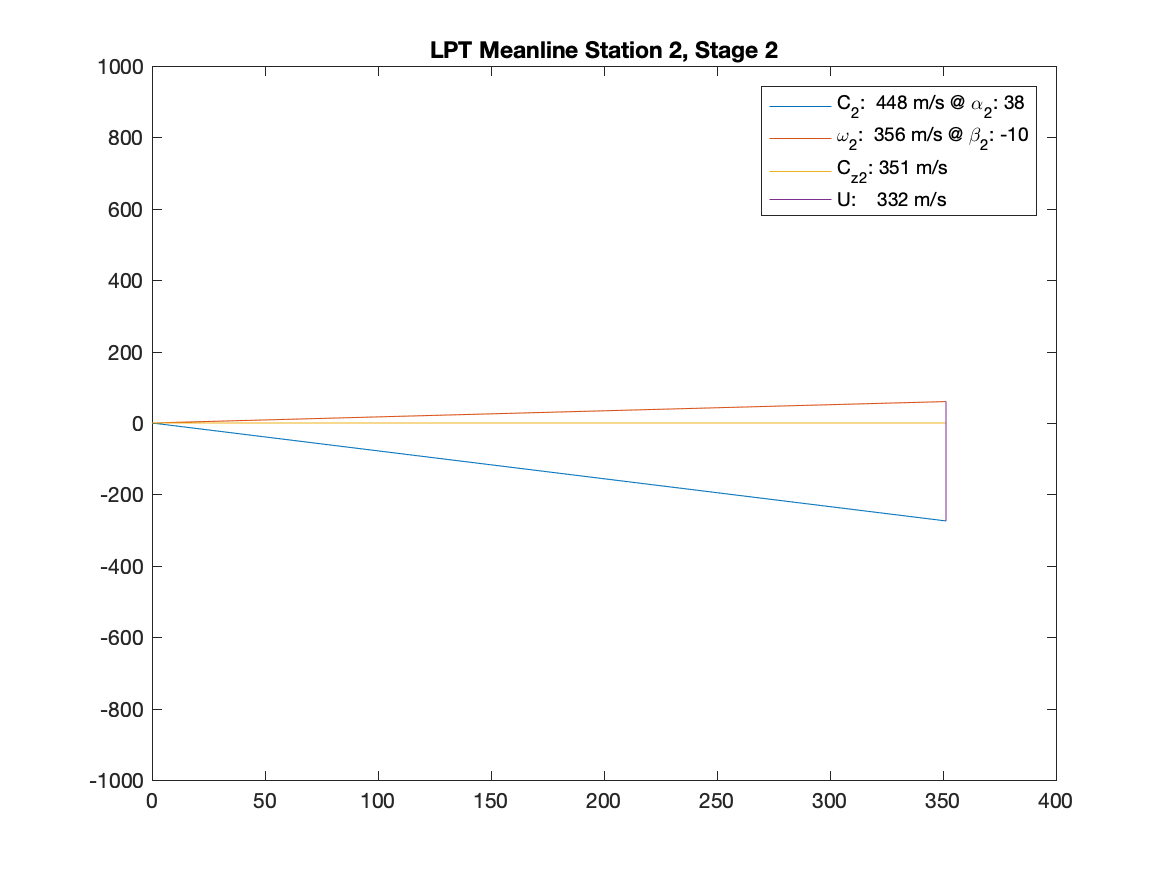 LPT Meanline Station 2, Stage 2
1000
800
600
400
200
0
-200
-400
-600
-800
-1000
C2: 448 m/s @ α2: 38
ω2: 356 m/s @ β2: -10
Cz2: 351 m/s
U: 332 m/s
0 50 100 150 200 250 300 350 400